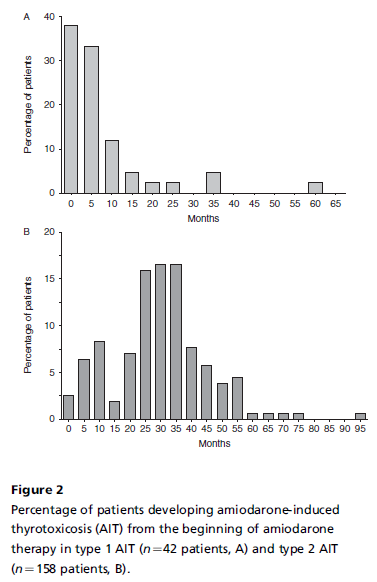 A
40
30
20
10
0
Percentage of patients
0 5 10 15 20 25 30 35 40 45 50 55 60 65
Months
B
20
15
10
5
0
Percentage of patients
0 5 10 15 20 25 30 35 40 45 50 55 60 65 70 75 80 85 90 95
Months
Figure 2
Percentage of patients developing amiodarone-induced
thyrotoxicosis (AIT) from the beginning of amiodarone
therapy in type 1 AIT (n=42 patients, A) and type 2 AIT
(n=158 patients, B).